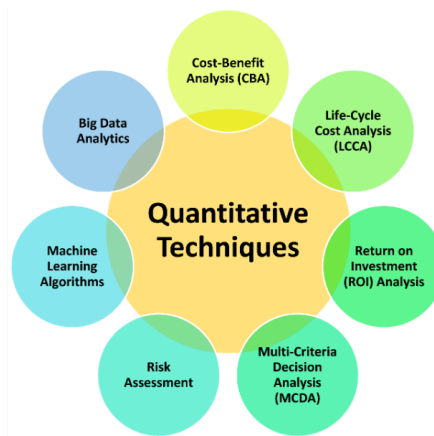 Cost-Benefit
Analysis (CBA)
Big Data
Analytics
Life-Cycle
Cost Analysis
(LCCA)
Quantitative
Techniques
Machine
Learning
Algorithms
Return on
Investment
(ROI) Analysis
Risk
Assessment
Multi-Criteria
Decision
Analysis
(MCDA)